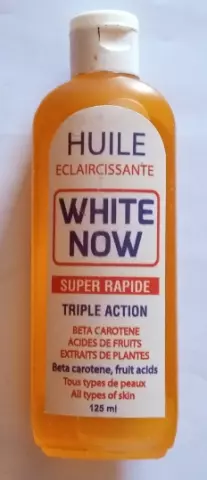 HUILE
ECLAIRCISSANTE
WHITE
NOW
SUPER RAPIDE
TRIPLE ACTION
BETA CAROTENE
ACIDES DE FRUITS
EXTRAITS DE PLANTES
Beta carotene, fruit acids
Tous types de peaux
All types of skin
125 ml